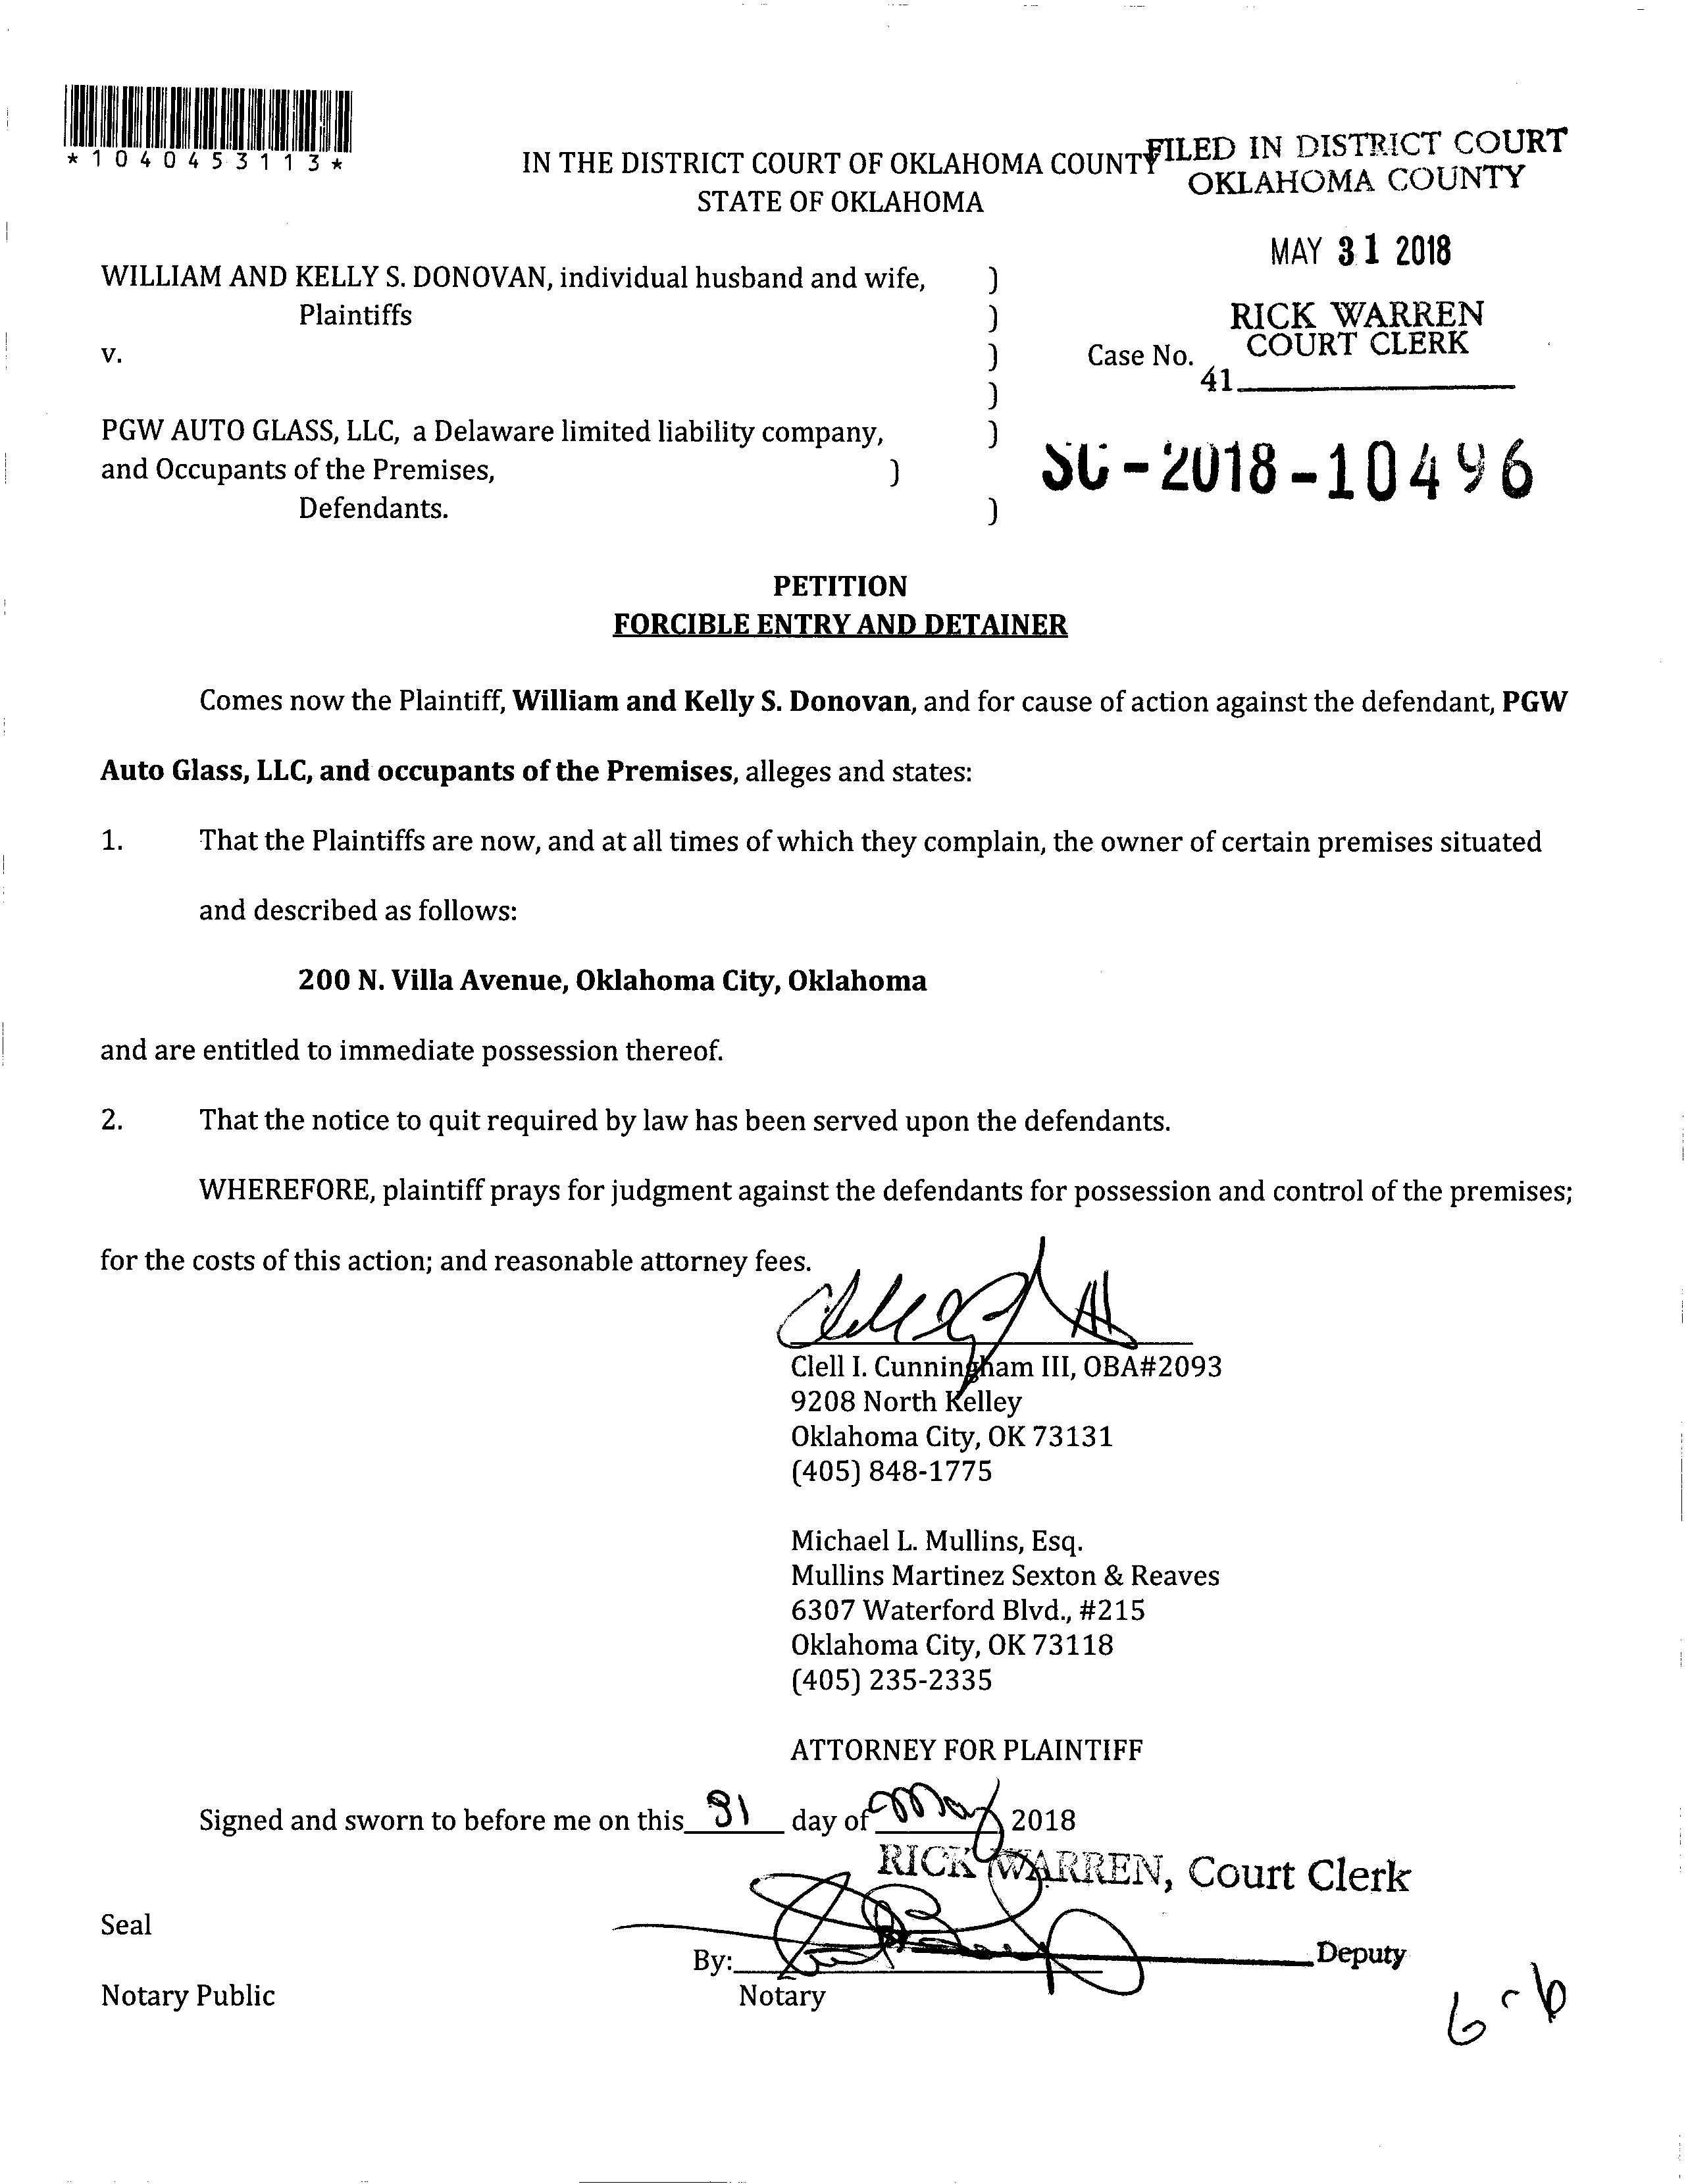 *1040453113*
IN THE DISTRICT COURT OF OKLAHOMA COUNTY
STATE OF OKLAHOMA
FILED IN DISTRICT COURT
OKLAHOMA COUNTY
MAY 31 2018
RICK WARREN
COURT CLERK
41
WILLIAM AND KELLY S. DONOVAN, individual husband and wife, )
Plaintiffs )
v. ) Case No.
)
PGW AUTO GLASS, LLC, a Delaware limited liability company, )
and Occupants of the Premises, )
Defendants. )
SC-2018-10496
PETITION
FORCIBLE ENTRY AND DETAINER
Comes now the Plaintiff, William and Kelly S. Donovan, and for cause of action against the defendant, PGW
Auto Glass, LLC, and occupants of the Premises, alleges and states:
1. That the Plaintiffs are now, and at all times of which they complain, the owner of certain premises situated
and described as follows:
200 N. Villa Avenue, Oklahoma City, Oklahoma
and are entitled to immediate possession thereof.
2. That the notice to quit required by law has been served upon the defendants.
WHEREFORE, plaintiff prays for judgment against the defendants for possession and control of the premises;
for the costs of this action; and reasonable attorney fees.
Clell I. Cunningham III, OBA#2093
9208 North Kelley
Oklahoma City, OK 73131
(405) 848-1775
Michael L. Mullins, Esq.
Mullins Martinez Sexton & Reaves
6307 Waterford Blvd., #215
Oklahoma City, OK 73118
(405) 235-2335
ATTORNEY FOR PLAINTIFF
Signed and sworn to before me on this 31 day of May 2018
RICK WARREN, Court Clerk
Seal
By: Deputy
Notary Public Notary